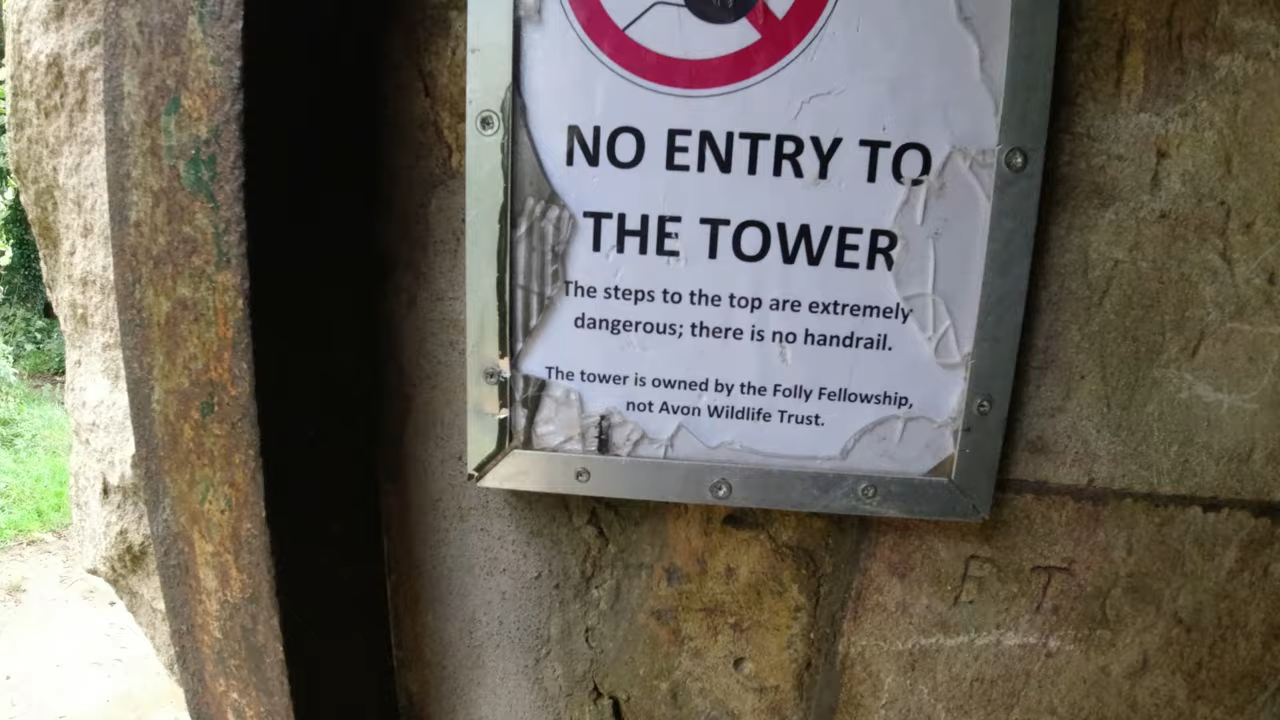 NO ENTRY TO
THE TOWER
The steps to the top are extremely
dangerous; there is no handrail.
The tower is owned by the Folly Fellowship,
not Avon Wildlife Trust.